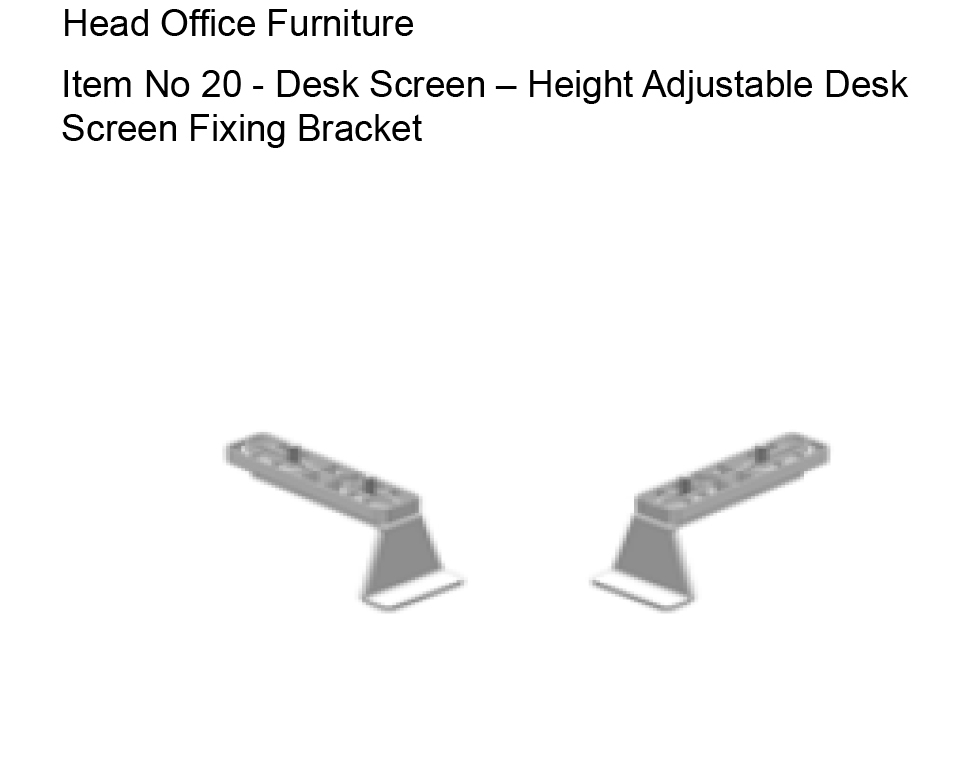 Head Office Furniture
Item No 20 - Desk Screen – Height Adjustable Desk
Screen Fixing Bracket